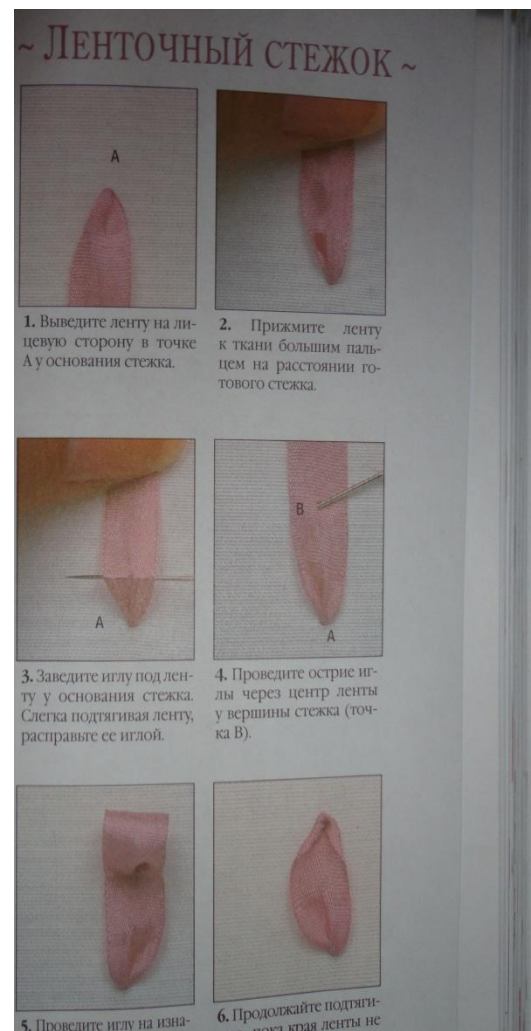 ~ ЛЕНТОЧНЫЙ СТЕЖОК ~
A
1. Выведите ленту на ли-
цевую сторону в точке
А у основания стежка.
2. Прижмите ленту
к ткани большим паль-
цем на расстоянии го-
тового стежка.
A
3. Заведите иглу под лен-
ту у основания стежка.
Слегка подтягивая ленту,
расправьте ее иглой.
B
A
4. Проведите острие иг-
лы через центр ленты
у вершины стежка (точ-
ка В).
5. Проведите иглу на изна-
6. Продолжайте подтяги-
пока края ленты не